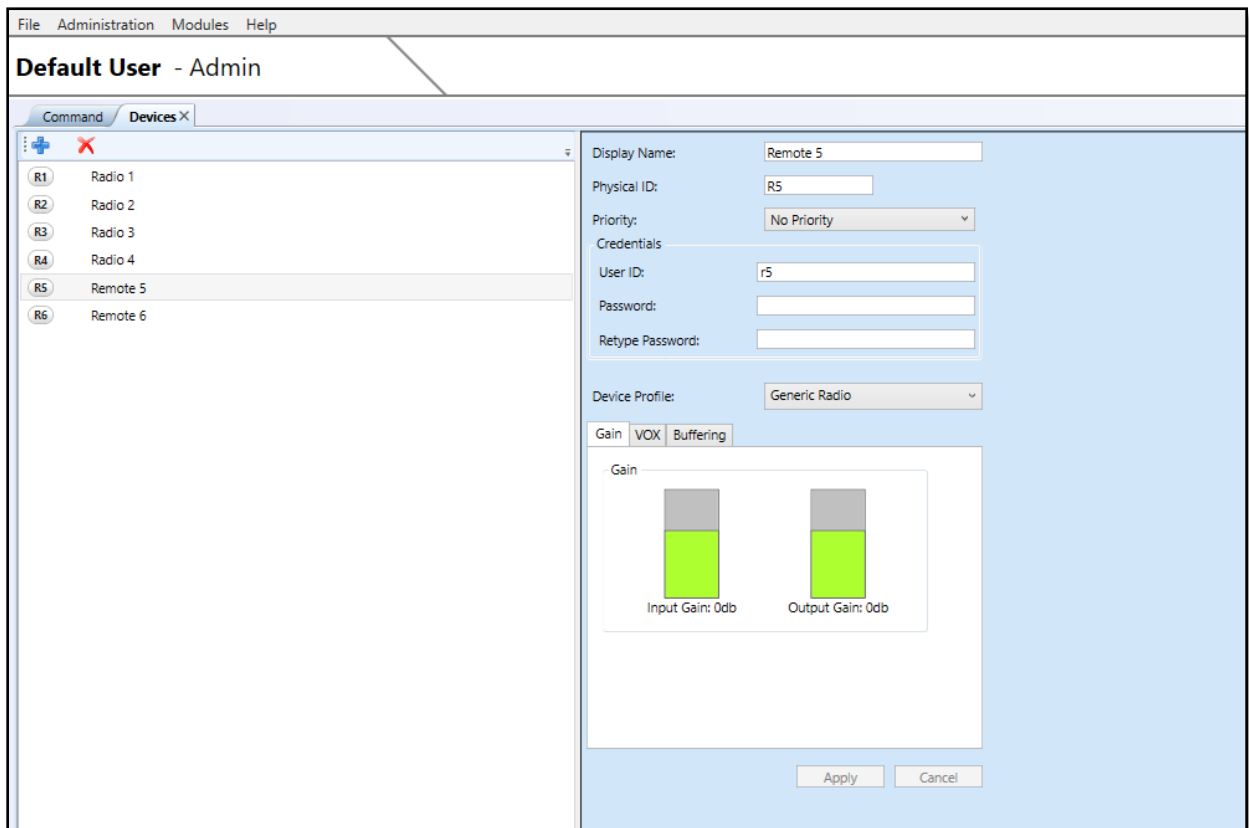 File Administration Modules Help
Default User - Admin
Command Devices
R1 Radio 1
R2 Radio 2
R3 Radio 3
R4 Radio 4
R5 Remote 5
R6 Remote 6
Display Name: Remote 5
Physical ID: R5
Priority: No Priority
Credentials
User ID: r5
Password:
Retype Password:
Device Profile: Generic Radio
Gain VOX Buffering
Gain
Input Gain: 0db Output Gain: 0db
Apply Cancel